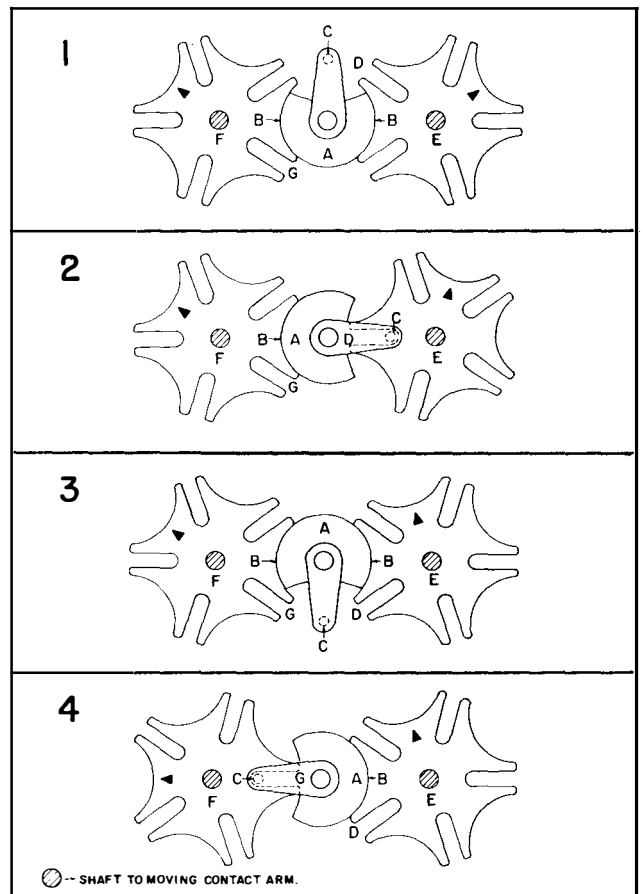 1
C
D
B B
F E
A
G
2
C
B A D
F E
G
3
A
B B
F E
G D
C
4
C G A B
F E
D
-- SHAFT TO MOVING CONTACT ARM.